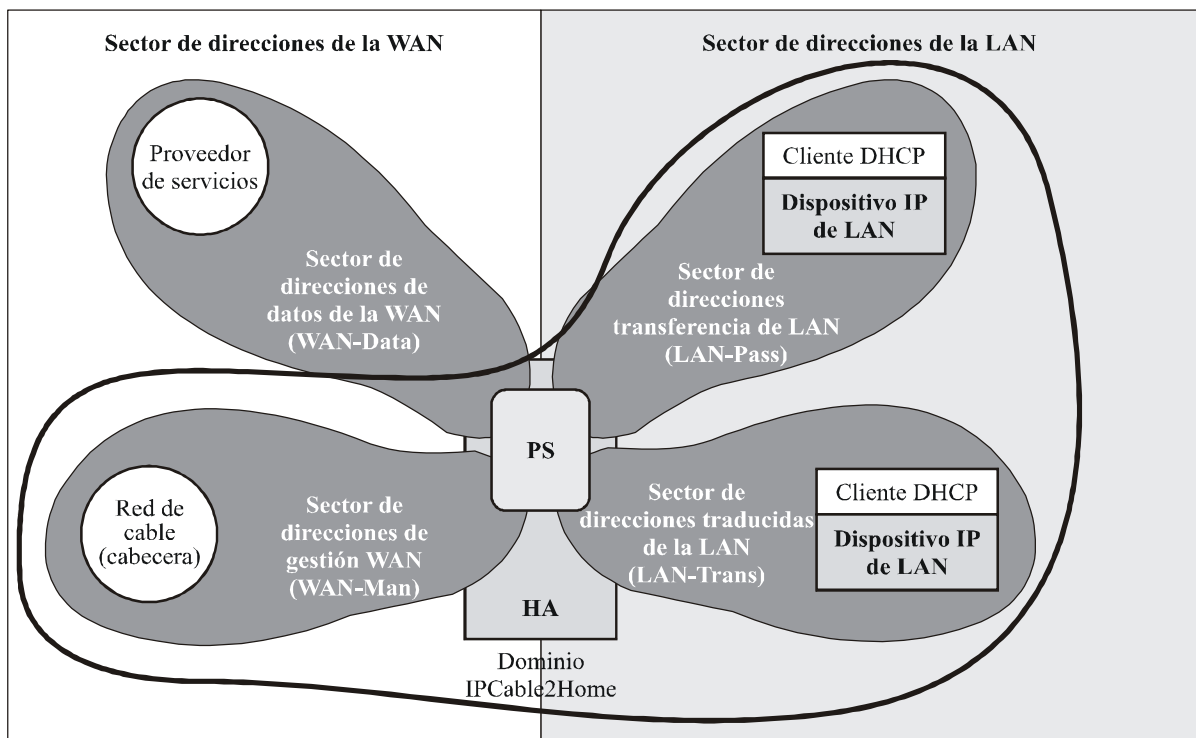 Sector de direcciones de la WAN
Sector de direcciones de la LAN
Proveedor
de servicios
Cliente DHCP
Dispositivo IP
de LAN
Sector de
direcciones de
datos de la WAN
(WAN-Data)
Sector de
direcciones
transferencia de LAN
(LAN-Pass)
PS
Red de
cable
(cabecera)
Sector de
direcciones de
gestión WAN
(WAN-Man)
Sector de
direcciones traducidas
de la LAN
(LAN-Trans)
Cliente DHCP
Dispositivo IP
de LAN
HA
Dominio
IPCable2Home